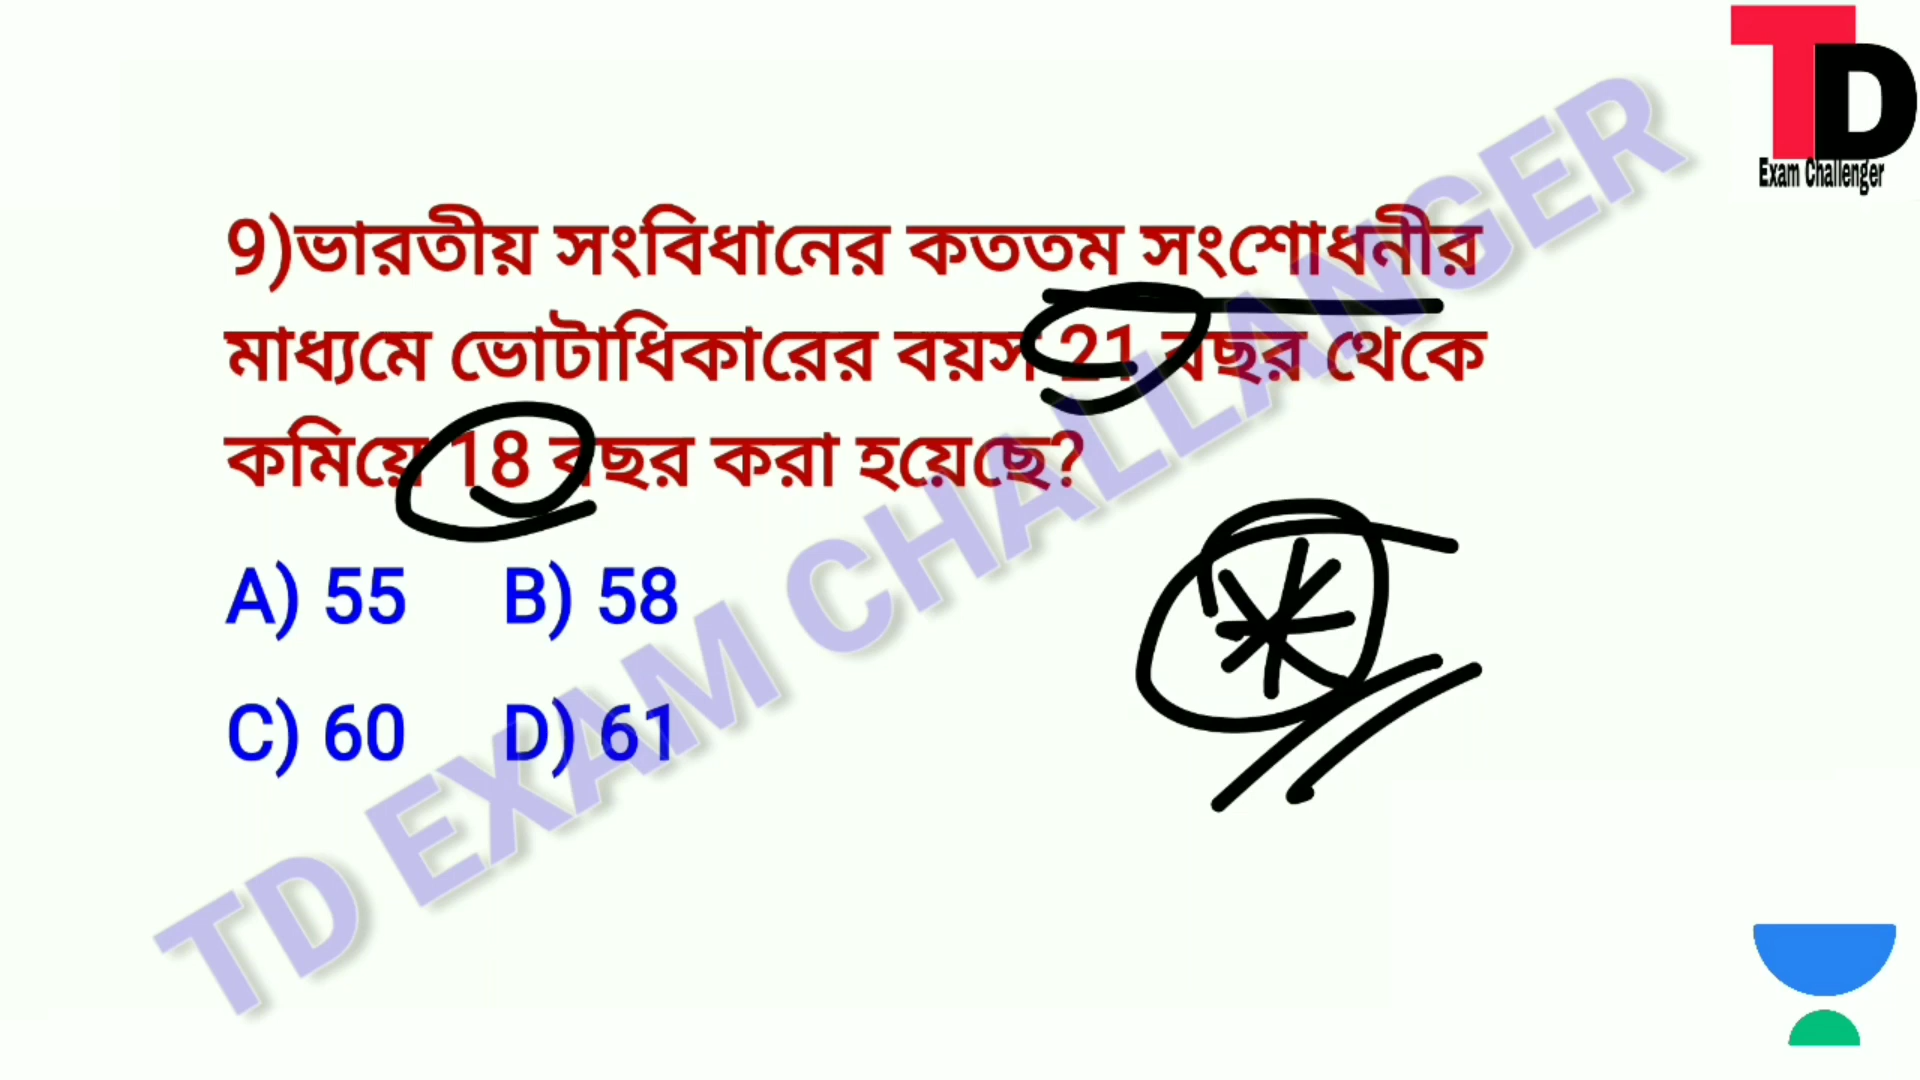 TD
Exam Challenger
9)ভারতীয় সংবিধানের কততম সংশোধনীর
মাধ্যমে ভোটাধিকারের বয়স 21 বছর থেকে
কমিয়ে 18 বছর করা হয়েছে?
A) 55 B) 58
C) 60 D) 61
TD EXAM CHALLANGER